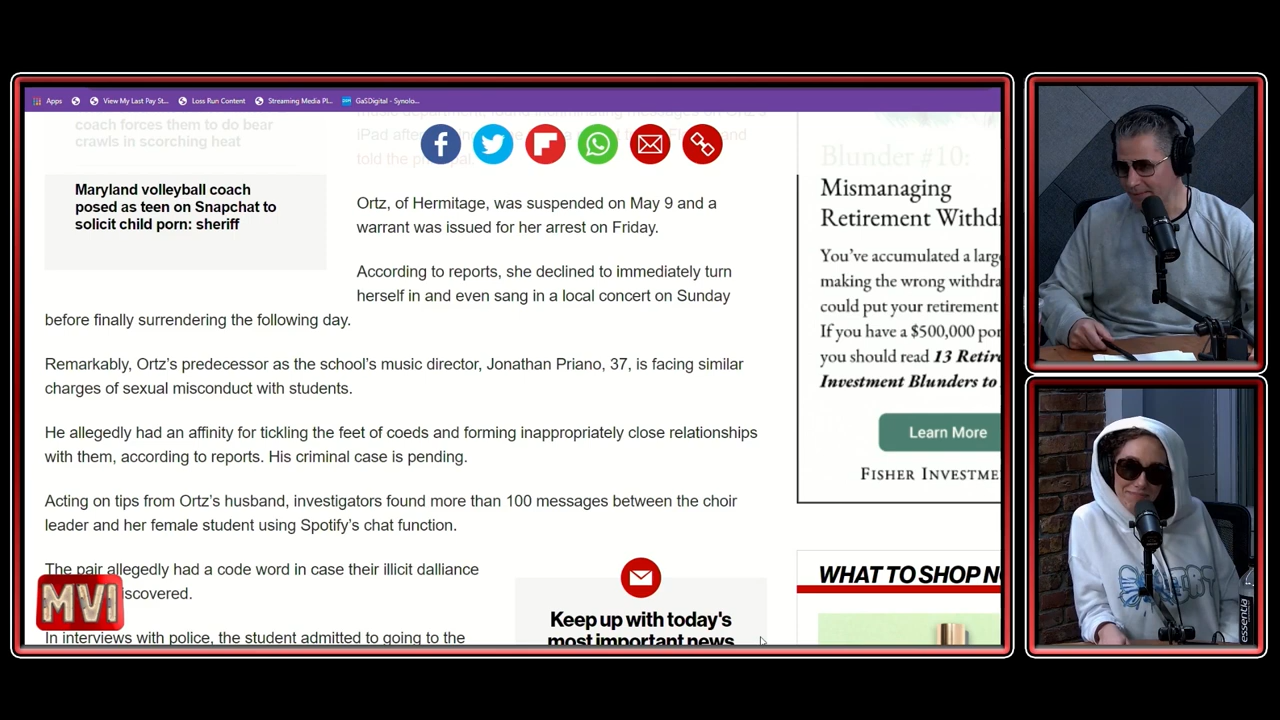 Apps
View My Last Pay St...
Loss Run Content
Streaming Media Pl...
GaSDigital - Synolo...
coach forces them to do bear
crawls in scorching heat
Maryland volleyball coach
posed as teen on Snapchat to
solicit child porn: sheriff
iPad after
told the
Ortz, of Hermitage, was suspended on May 9 and a
warrant was issued for her arrest on Friday.
According to reports, she declined to immediately turn
herself in and even sang in a local concert on Sunday
before finally surrendering the following day.
Remarkably, Ortz's predecessor as the school's music director, Jonathan Priano, 37, is facing similar
charges of sexual misconduct with students.
He allegedly had an affinity for tickling the feet of coeds and forming inappropriately close relationships
with them, according to reports. His criminal case is pending.
Acting on tips from Ortz's husband, investigators found more than 100 messages between the choir
leader and her female student using Spotify's chat function.
The pair allegedly had a code word in case their illicit dalliance
iscovered.
In interviews with police, the student admitted to going to the
MVI
Keep up with today's
most important news
Blunder #10:
Mismanaging
Retirement Withd
You've accumulated a large
making the wrong withdra
could put your retirement
If you have a $500,000 por
you should read 13 Retire
Investment Blunders to
Learn More
FISHER INVESTME
WHAT TO SHOP N
essentia